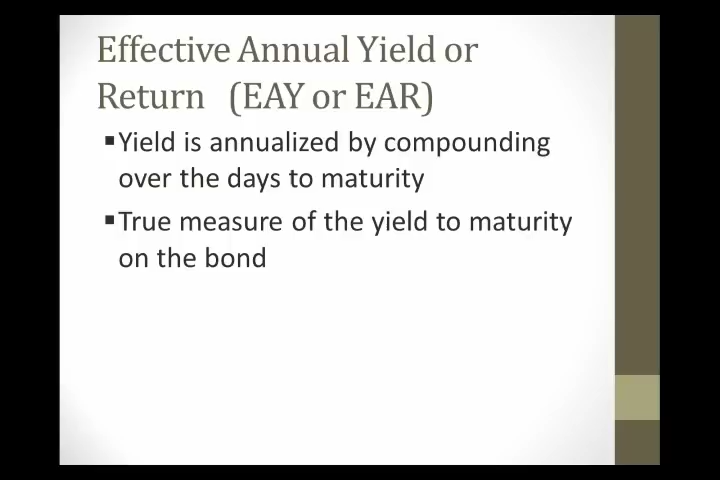 Effective Annual Yield or
Return (EAY or EAR)
▪Yield is annualized by compounding
over the days to maturity
▪True measure of the yield to maturity
on the bond